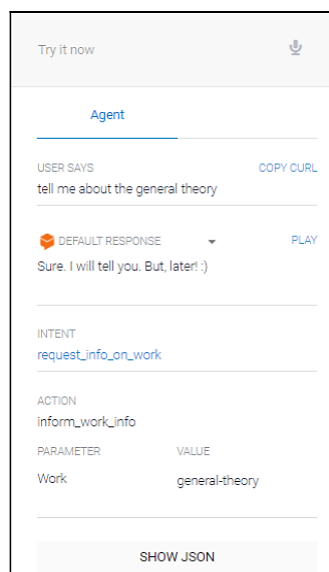 Try it now
Agent
USER SAYS COPY CURL
tell me about the general theory
DEFAULT RESPONSE PLAY
Sure. I will tell you. But, later! :)
INTENT
request_info_on_work
ACTION
inform_work_info
PARAMETER VALUE
Work general-theory
SHOW JSON